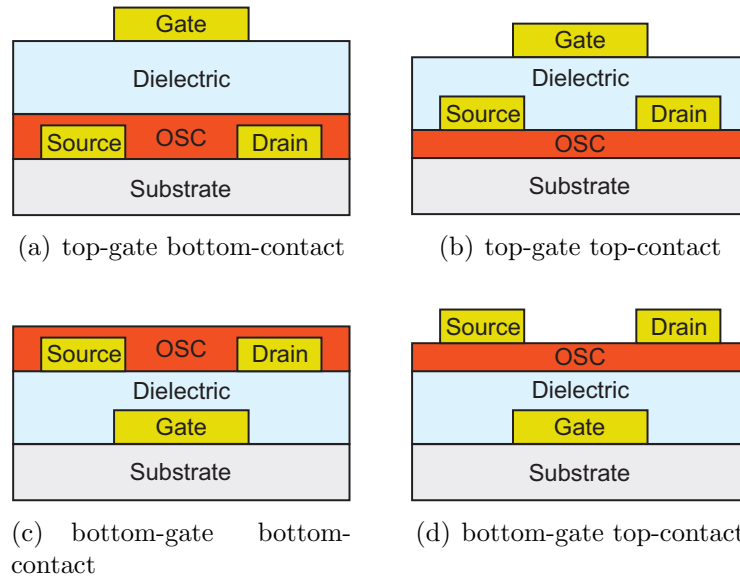 Gate
Dielectric
Source OSC Drain
Substrate
(a) top-gate bottom-contact
Gate
Dielectric
Source Drain
OSC
Substrate
(b) top-gate top-contact
Source OSC Drain
Dielectric
Gate
Substrate
(c) bottom-gate bottom-
contact
Source Drain
OSC
Dielectric
Gate
Substrate
(d) bottom-gate top-contact